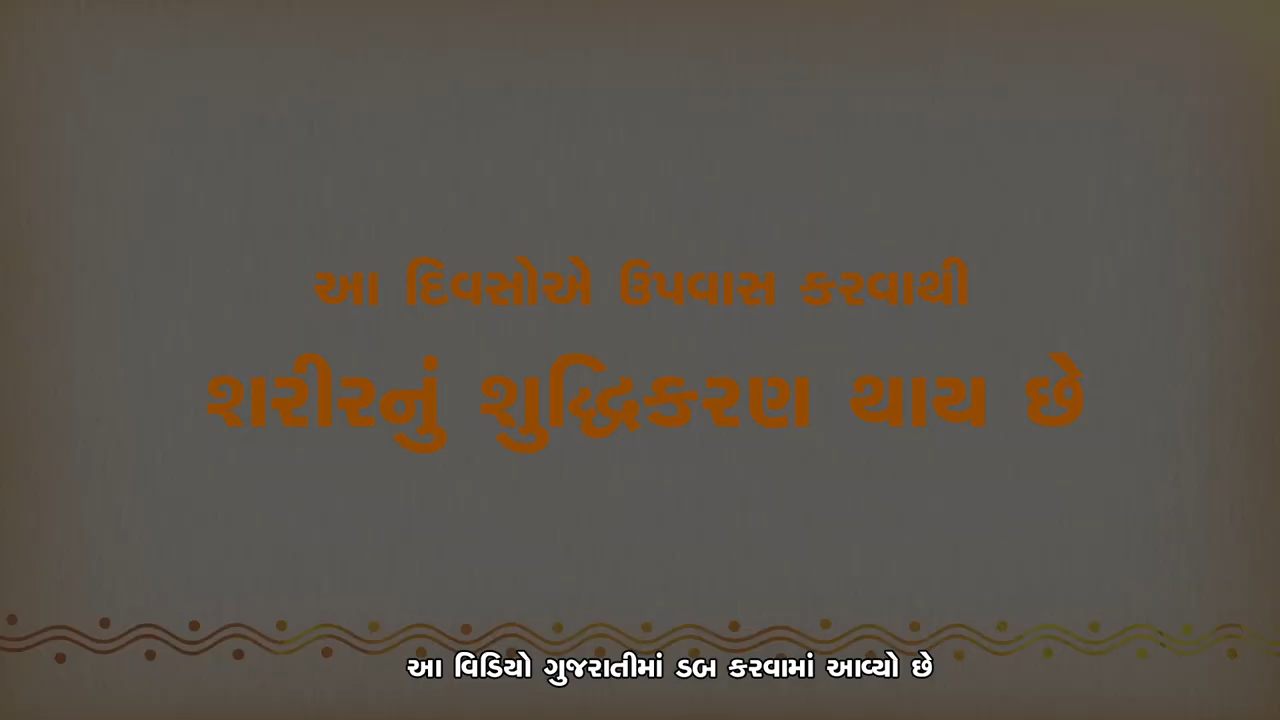 આ દિવસોએ ઉપવાસ કરવાથી
શરીરનું શુદ્ધિકરણ થાય છે
આ વિડિયો ગુજરાતીમાં ડબ કરવામાં આવ્યો છે